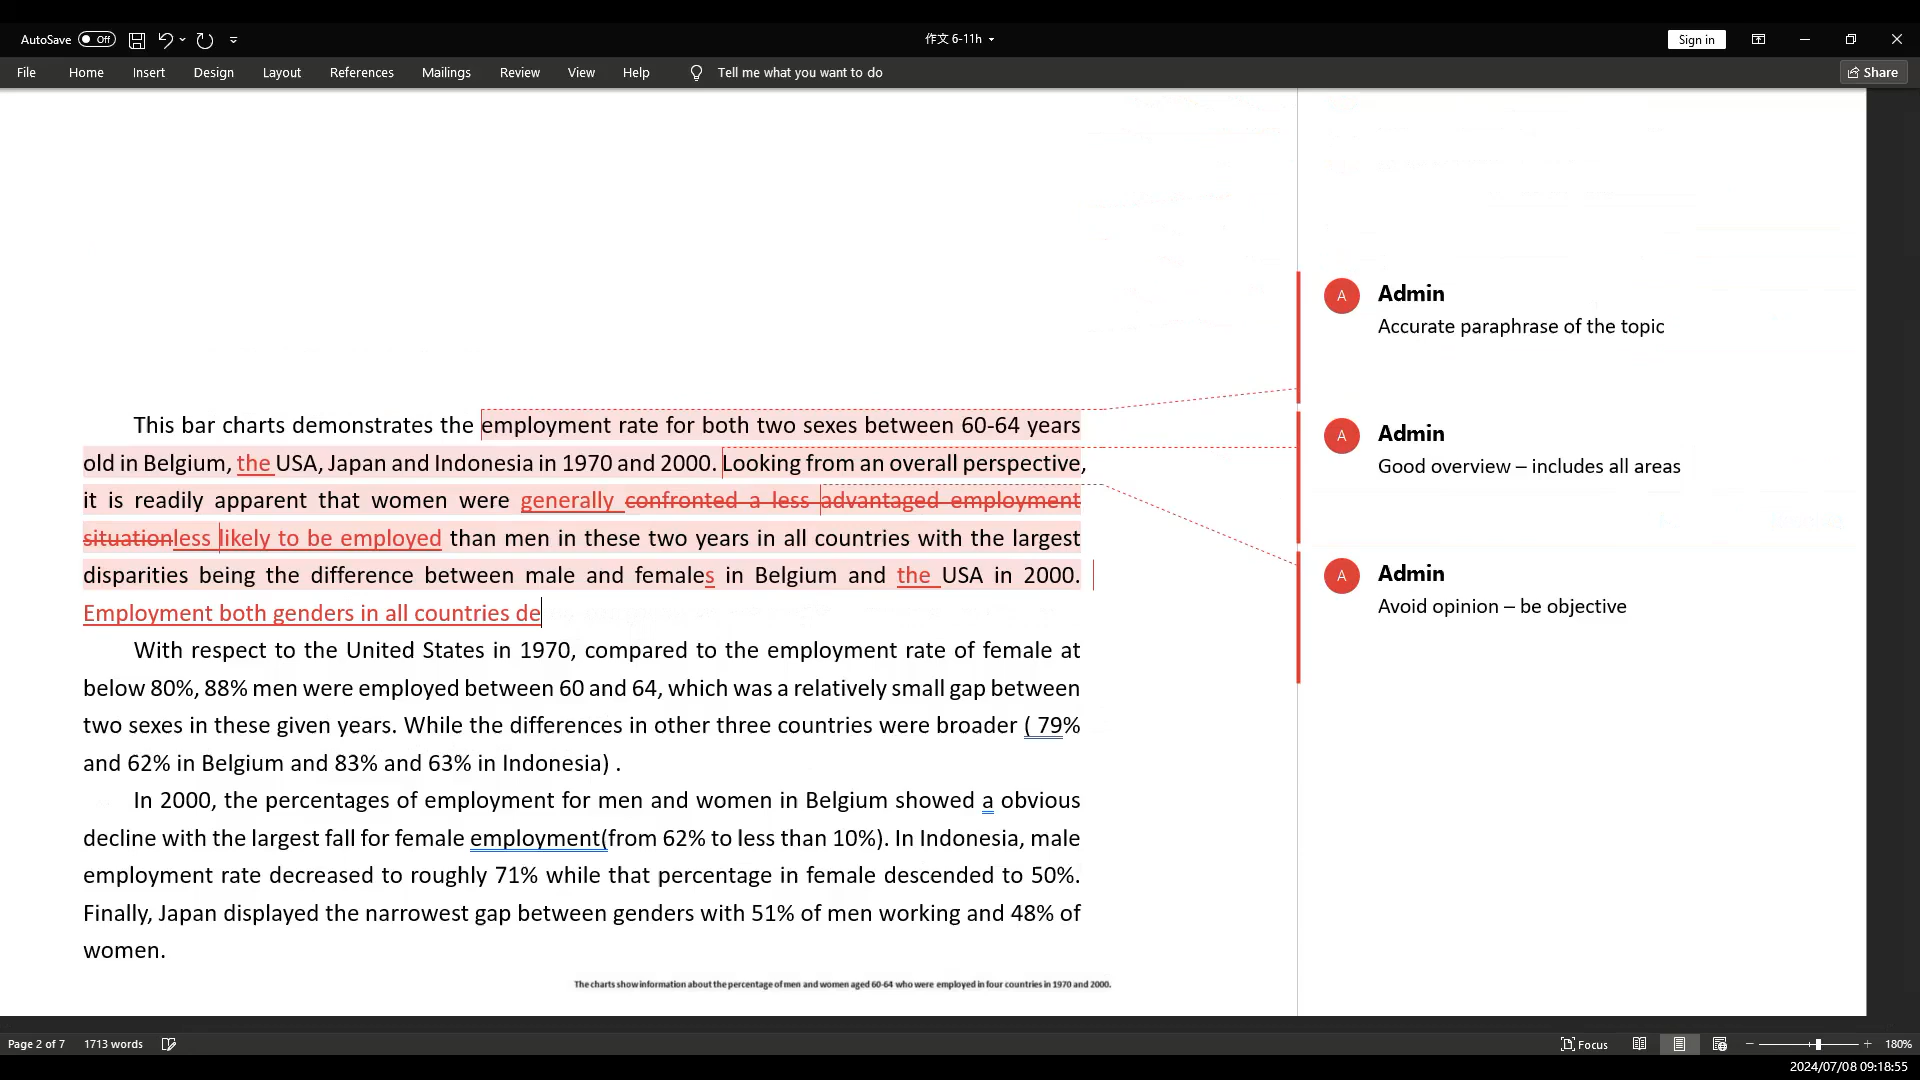 AutoSave Off 作文 6-11h Sign in
File Home Insert Design Layout References Mailings Review View Help Tell me what you want to do Share
A Admin
Accurate paraphrase of the topic
A Admin
Good overview – includes all areas
A Admin
Avoid opinion – be objective
This bar charts demonstrates the employment rate for both two sexes between 60-64 years
old in Belgium, the USA, Japan and Indonesia in 1970 and 2000. Looking from an overall perspective,
it is readily apparent that women were generally confronted a less advantaged employment
situationless likely to be employed than men in these two years in all countries with the largest
disparities being the difference between male and females in Belgium and the USA in 2000.
Employment both genders in all countries de
With respect to the United States in 1970, compared to the employment rate of female at
below 80%, 88% men were employed between 60 and 64, which was a relatively small gap between
two sexes in these given years. While the differences in other three countries were broader ( 79%
and 62% in Belgium and 83% and 63% in Indonesia) .
In 2000, the percentages of employment for men and women in Belgium showed a obvious
decline with the largest fall for female employment(from 62% to less than 10%). In Indonesia, male
employment rate decreased to roughly 71% while that percentage in female descended to 50%.
Finally, Japan displayed the narrowest gap between genders with 51% of men working and 48% of
women.
The charts show information about the percentage of men and women aged 60-64 who were employed in four countries in 1970 and 2000.
Page 2 of 7 1713 words Focus 180%
2024/07/08 09:18:55